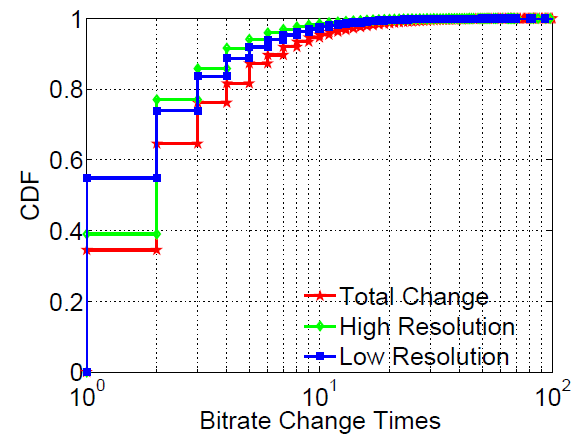 1
0.8
0.6
0.4
0.2
0
CDF
10^0
10^1
10^2
Bitrate Change Times
Total Change
High Resolution
Low Resolution